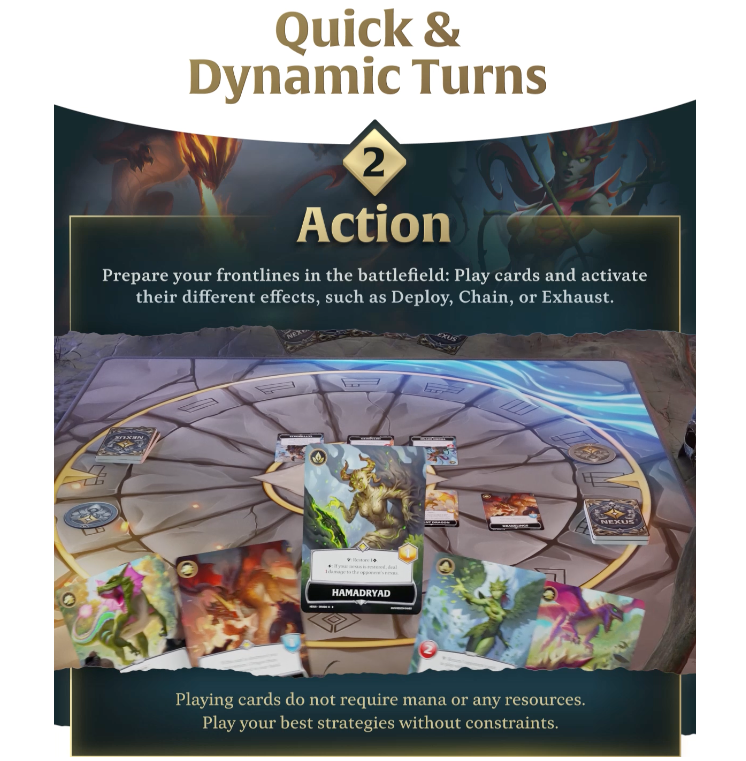 Quick &
Dynamic Turns
2
Action
Prepare your frontlines in the battlefield: Play cards and activate
their different effects, such as Deploy, Chain, or Exhaust.
NEXUS
NEXUS
HAMADRYAD
2
Playing cards do not require mana or any resources.
Play your best strategies without constraints.